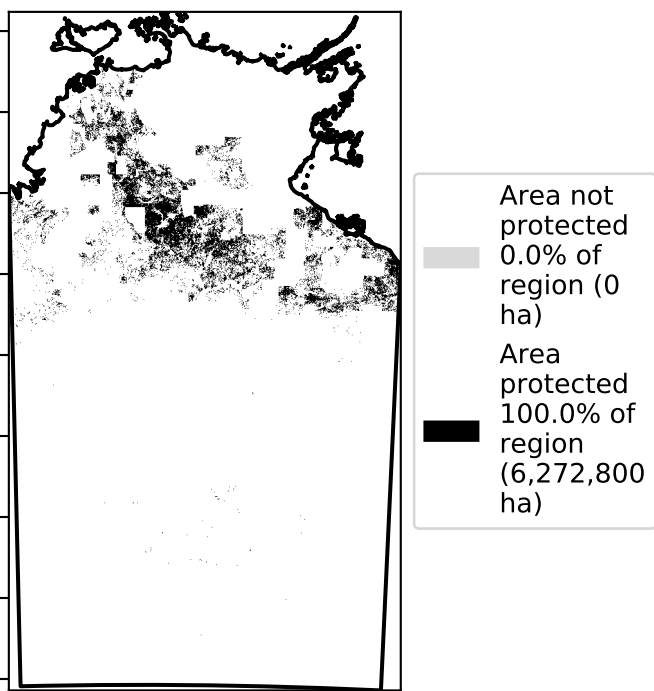 Area not
protected
0.0% of
region (0
ha)
Area
protected
100.0% of
region
(6,272,800
ha)